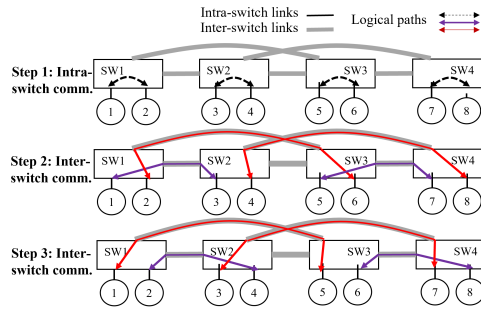 Intra-switch links
Inter-switch links
Logical paths
Step 1: Intra-
switch comm.
SW1 SW2 SW3 SW4
1 2 3 4 5 6 7 8
Step 2: Inter-
switch comm.
SW1 SW2 SW3 SW4
1 2 3 4 5 6 7 8
Step 3: Inter-
switch comm.
SW1 SW2 SW3 SW4
1 2 3 4 5 6 7 8